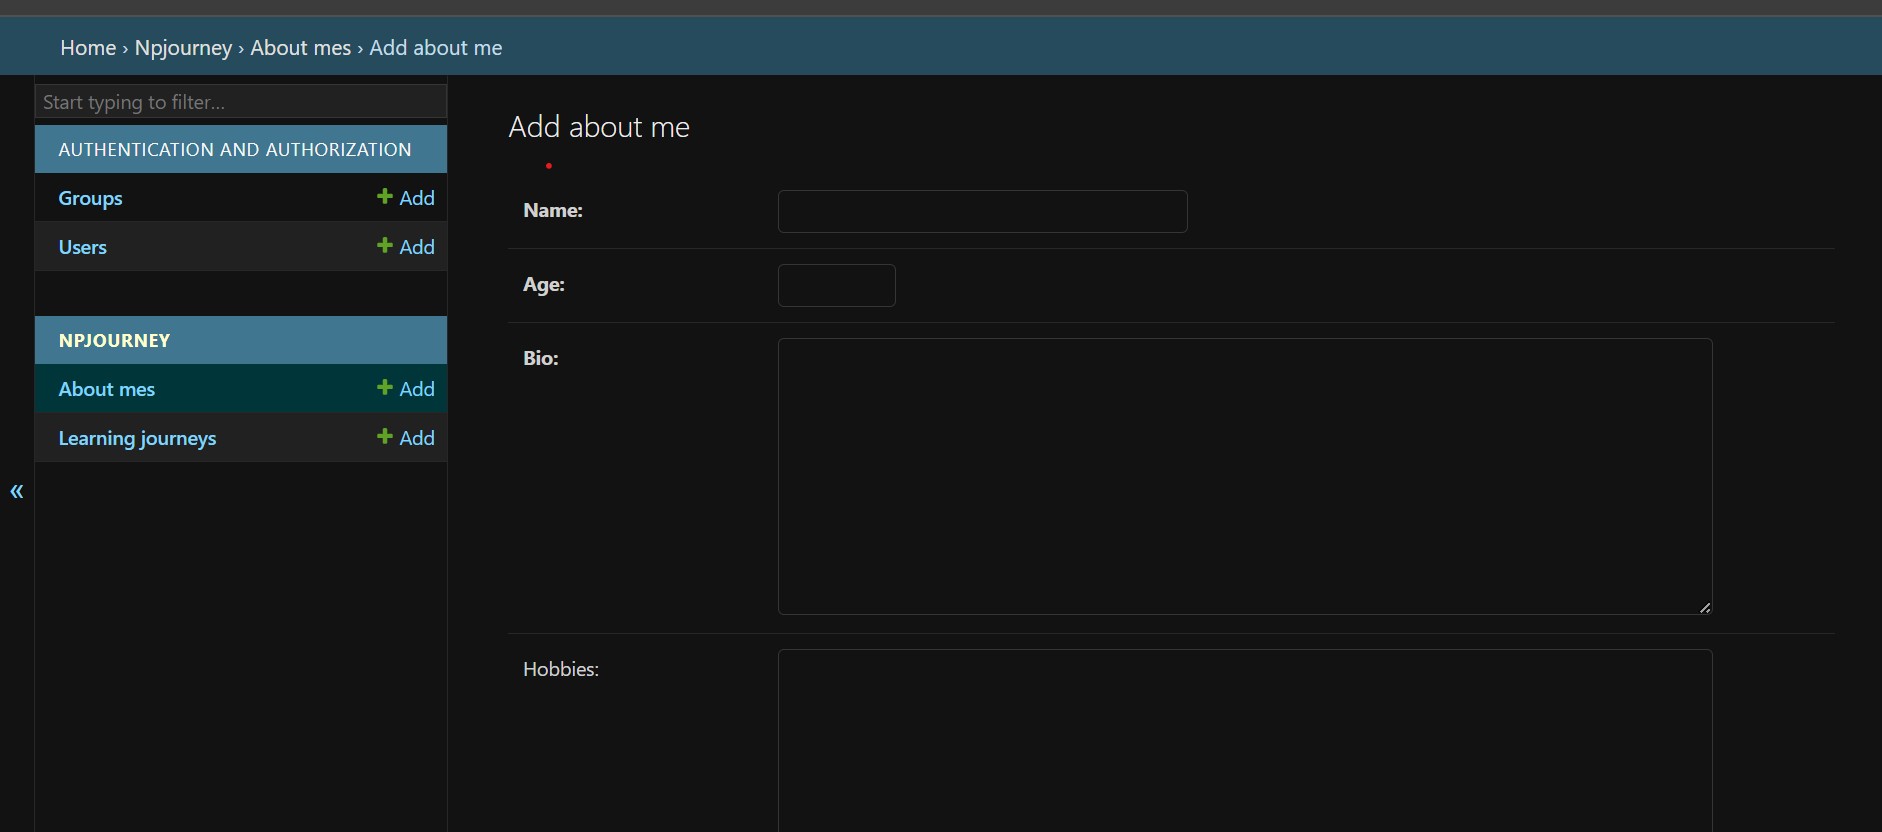 Home › Npjourney › About mes › Add about me
Start typing to filter...
AUTHENTICATION AND AUTHORIZATION
Groups + Add
Users + Add
NPJOURNEY
About mes + Add
Learning journeys + Add
«
Add about me
Name:
Age:
Bio:
Hobbies: